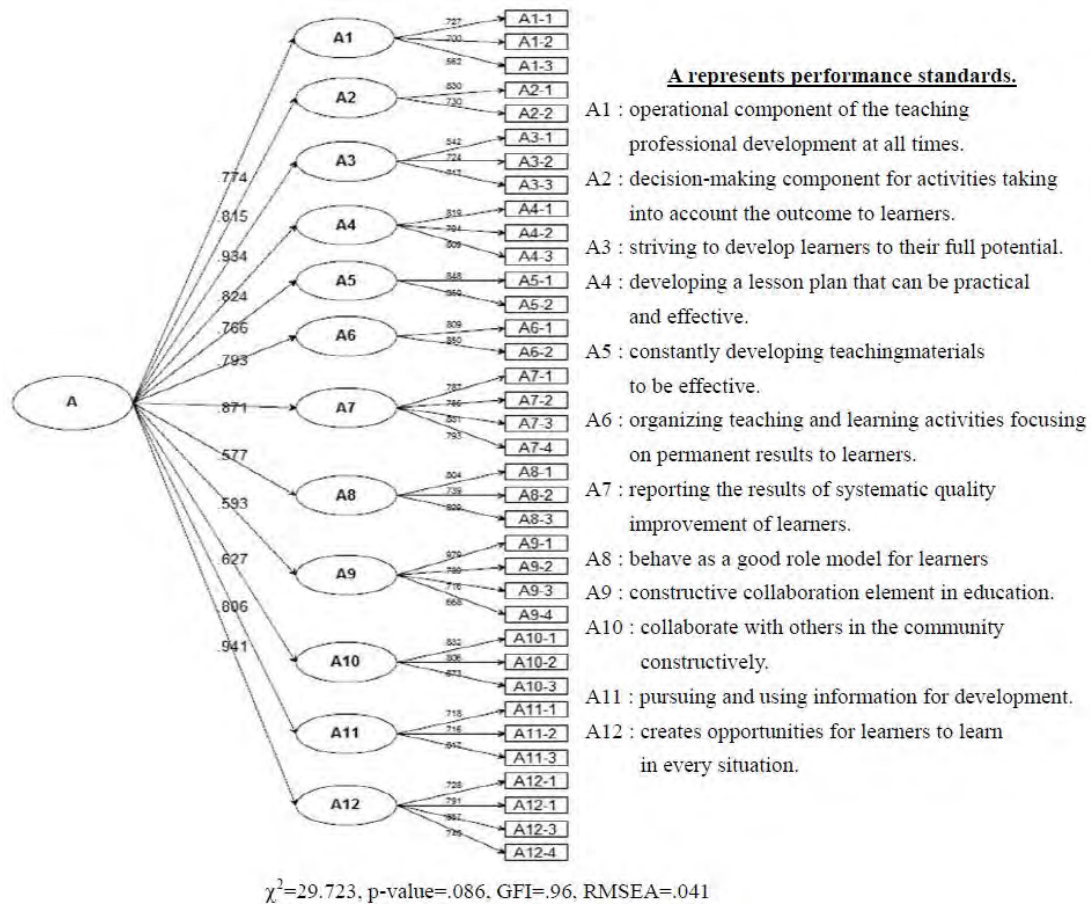 A
.774
.815
.934
.824
.766
.793
.871
.577
.593
.627
.806
.941
A1
A2
A3
A4
A5
A6
A7
A8
A9
A10
A11
A12
.727
.700
.830
.730
.724
.819
.848
.809
.793
.804
.739
.716
.668
.832
.806
.718
.716
.728
.791
A1-1
A1-2
A1-3
A2-1
A2-2
A3-1
A3-2
A3-3
A4-1
A4-2
A4-3
A5-1
A5-2
A6-1
A6-2
A7-1
A7-2
A7-3
A7-4
A8-1
A8-2
A8-3
A9-1
A9-2
A9-3
A9-4
A10-1
A10-2
A10-3
A11-1
A11-2
A11-3
A12-1
A12-1
A12-3
A12-4
A represents performance standards.
A1 : operational component of the teaching
professional development at all times.
A2 : decision-making component for activities taking
into account the outcome to learners.
A3 : striving to develop learners to their full potential.
A4 : developing a lesson plan that can be practical
and effective.
A5 : constantly developing teachingmaterials
to be effective.
A6 : organizing teaching and learning activities focusing
on permanent results to learners.
A7 : reporting the results of systematic quality
improvement of learners.
A8 : behave as a good role model for learners
A9 : constructive collaboration element in education.
A10 : collaborate with others in the community
constructively.
A11 : pursuing and using information for development.
A12 : creates opportunities for learners to learn
in every situation.
χ²=29.723, p-value=.086, GFI=.96, RMSEA=.041